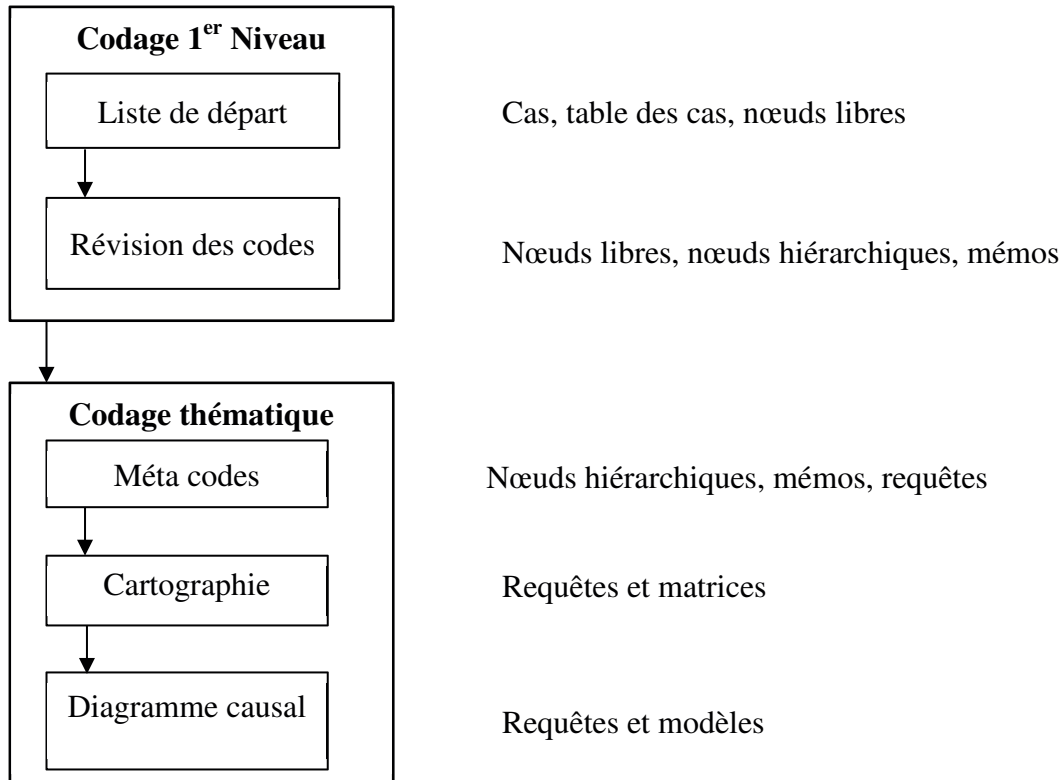 Codage 1er Niveau
Liste de départ
Cas, table des cas, nœuds libres
Révision des codes
Nœuds libres, nœuds hiérarchiques, mémos
Codage thématique
Méta codes
Nœuds hiérarchiques, mémos, requêtes
Cartographie
Requêtes et matrices
Diagramme causal
Requêtes et modèles